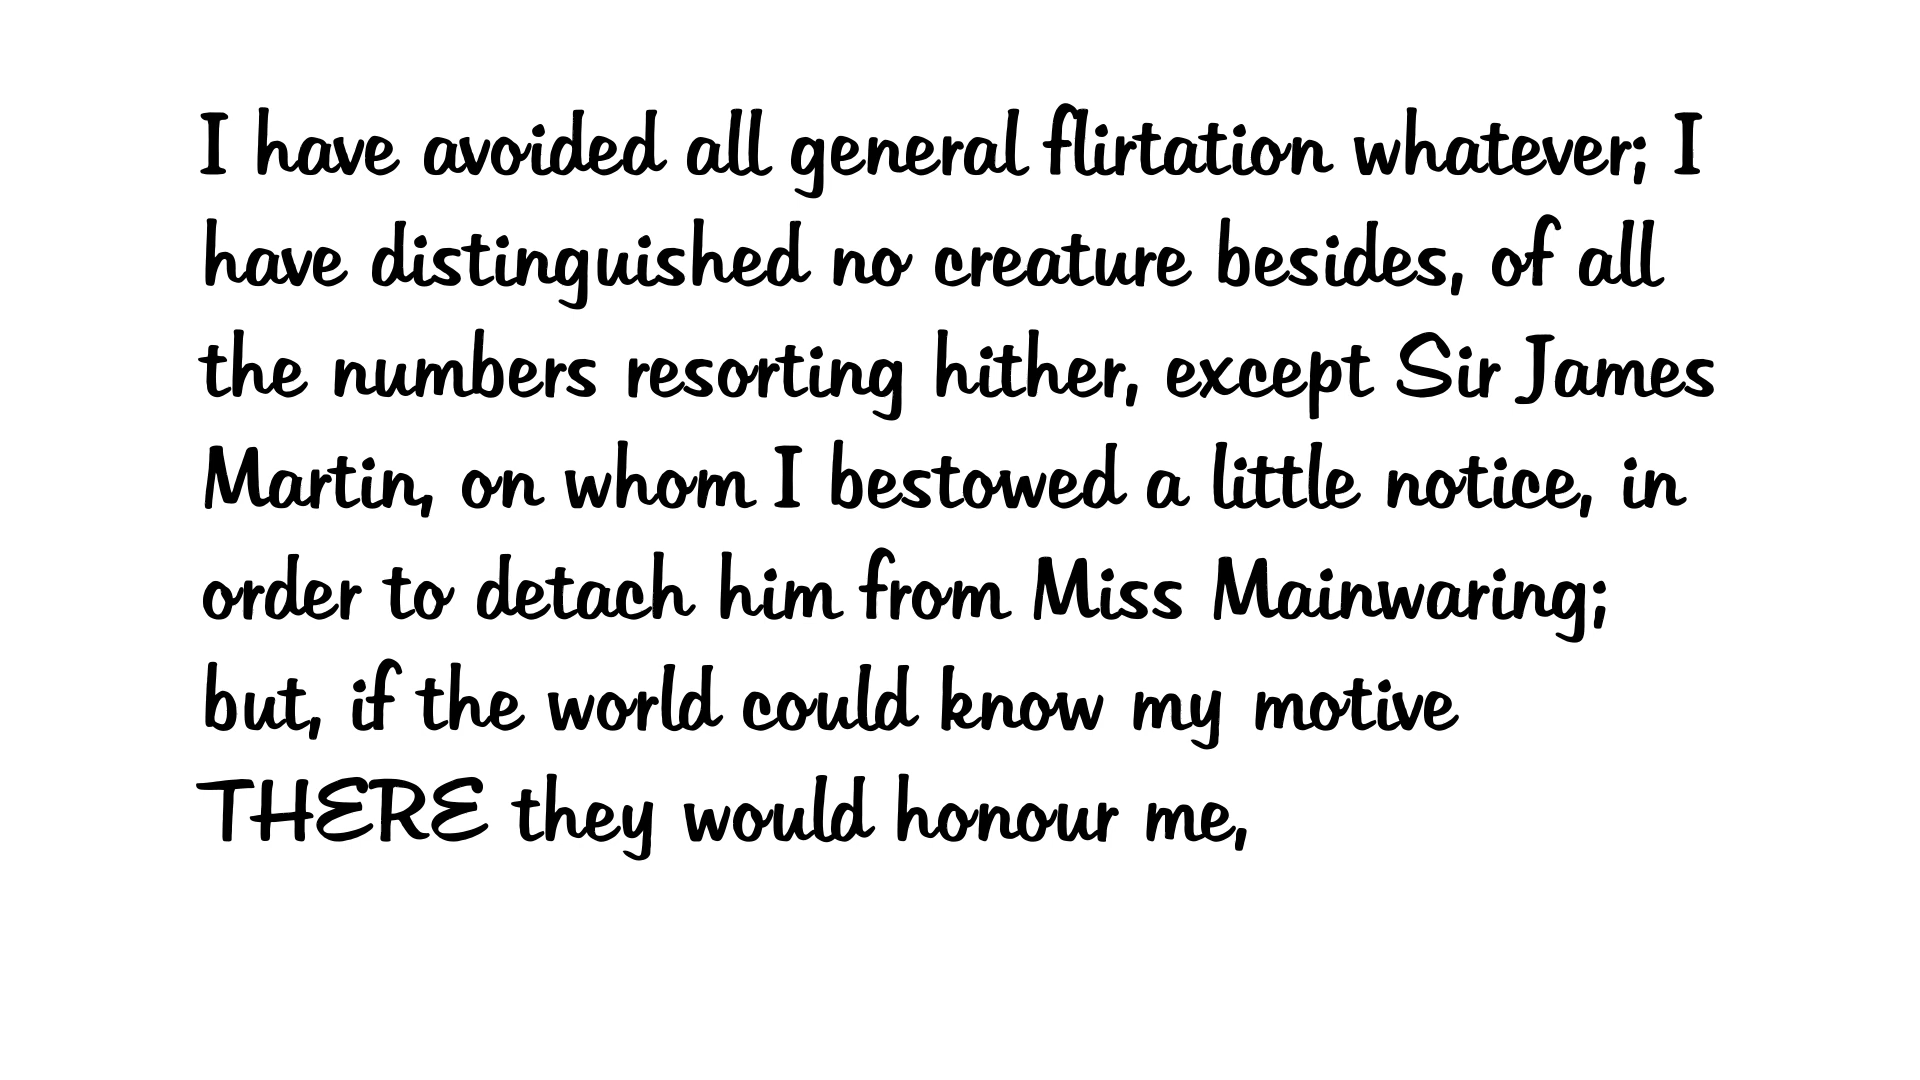 I have avoided all general flirtation whatever; I
have distinguished no creature besides, of all
the numbers resorting hither, except Sir James
Martin, on whom I bestowed a little notice, in
order to detach him from Miss Mainwaring;
but, if the world could know my motive
THERE they would honour me,